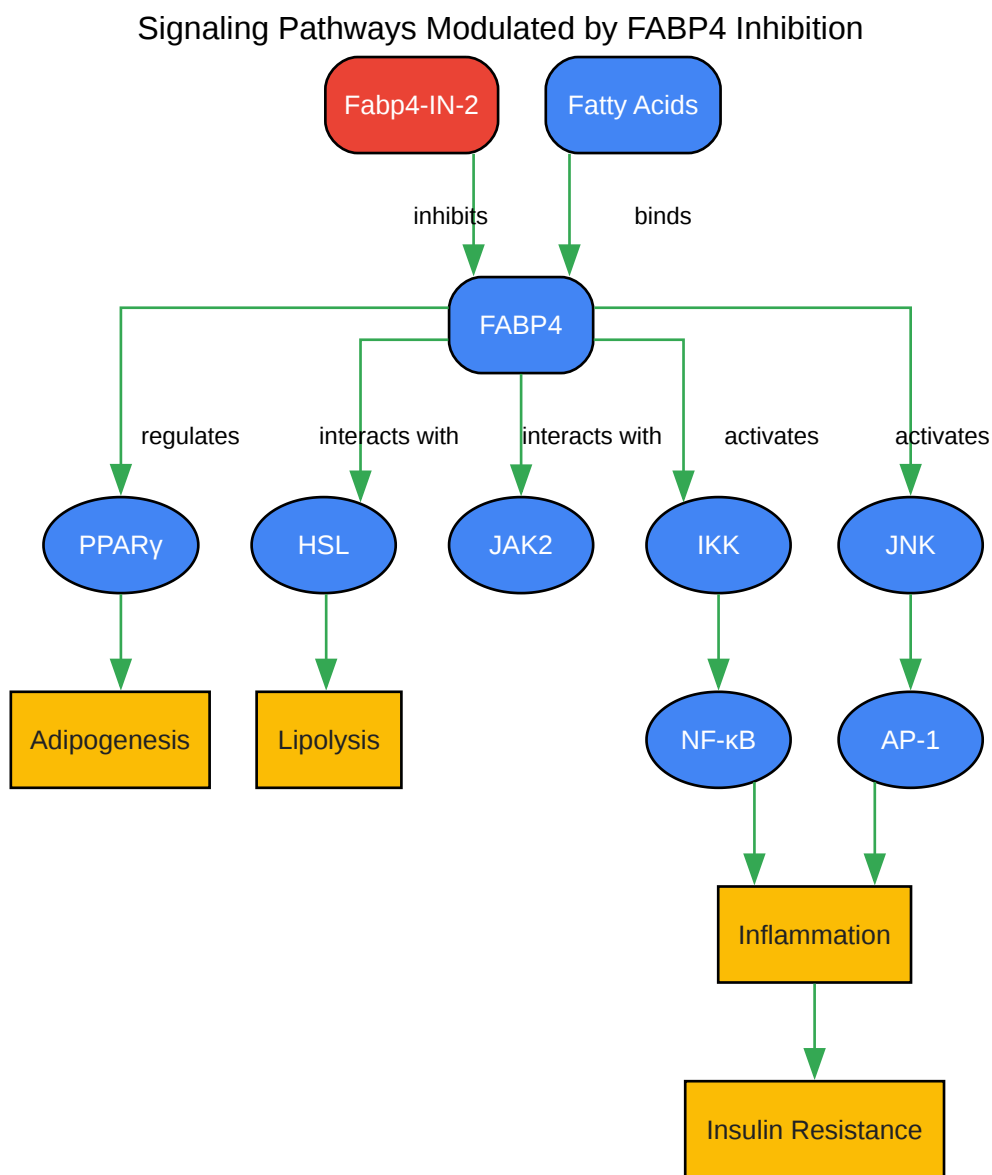 Signaling Pathways Modulated by FABP4 Inhibition
Fabp4-IN-2
Fatty Acids
inhibits
binds
FABP4
regulates
interacts with
interacts with
activates
activates
PPARγ
HSL
JAK2
IKK
JNK
Adipogenesis
Lipolysis
NF-κB
AP-1
Inflammation
Insulin Resistance